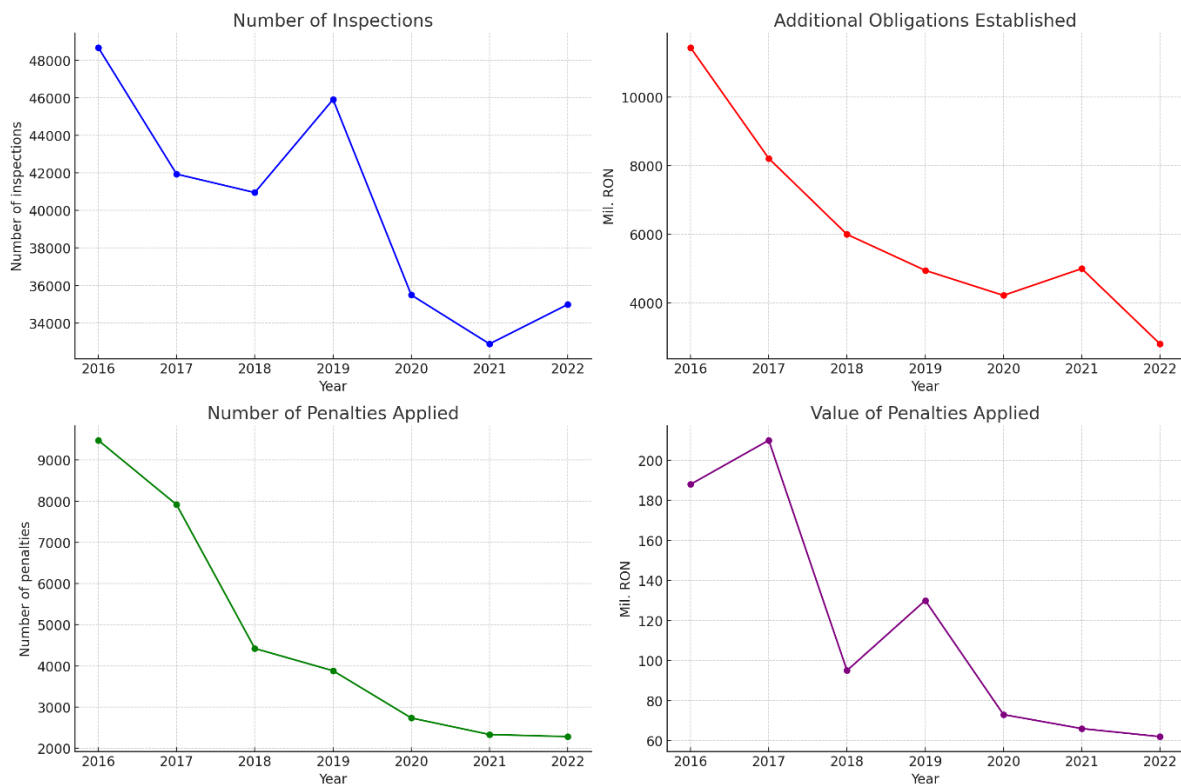 Number of Inspections
Number of inspections
48000
46000
44000
42000
40000
38000
36000
34000
2016 2017 2018 2019 2020 2021 2022
Year
Additional Obligations Established
Mil. RON
10000
8000
6000
4000
2016 2017 2018 2019 2020 2021 2022
Year
Number of Penalties Applied
Number of penalties
9000
8000
7000
6000
5000
4000
3000
2000
2016 2017 2018 2019 2020 2021 2022
Year
Value of Penalties Applied
Mil. RON
200
180
160
140
120
100
80
60
2016 2017 2018 2019 2020 2021 2022
Year